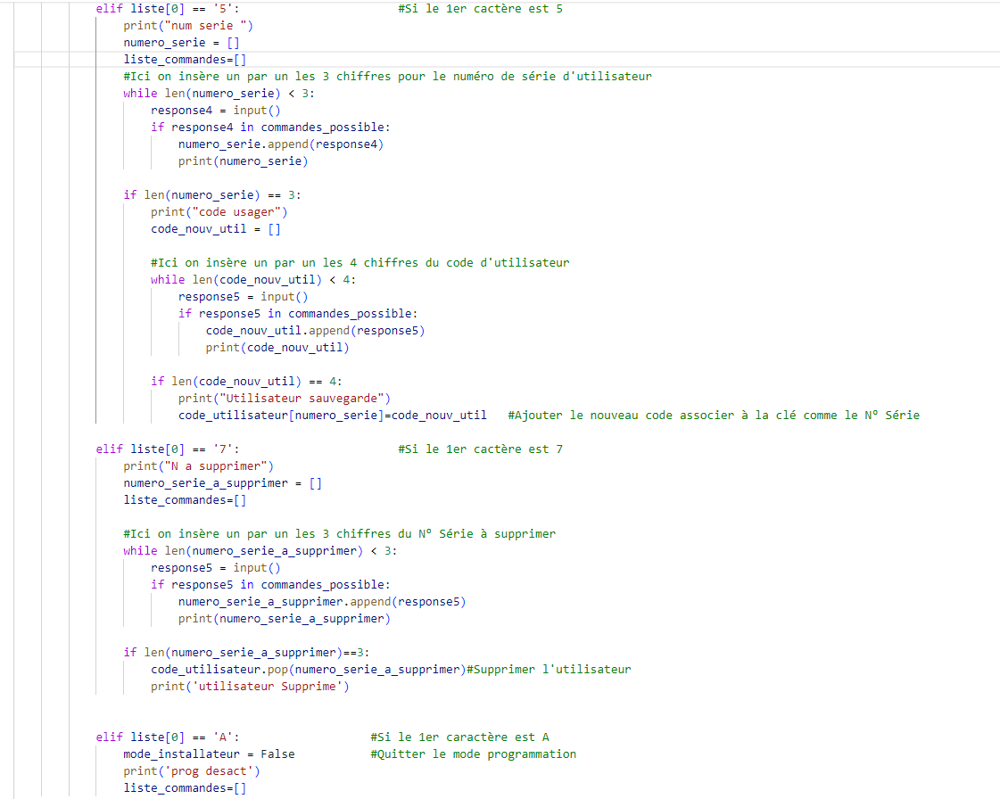 elif liste[0] == '5': #Si le 1er cactère est 5
print("num serie ")
numero_serie = []
liste_commandes=[]
#Ici on insère un par un les 3 chiffres pour le numéro de série d'utilisateur
while len(numero_serie) < 3:
response4 = input()
if response4 in commandes_possible:
numero_serie.append(response4)
print(numero_serie)
if len(numero_serie) == 3:
print("code usager")
code_nouv_util = []
#Ici on insère un par un les 4 chiffres du code d'utilisateur
while len(code_nouv_util) < 4:
response5 = input()
if response5 in commandes_possible:
code_nouv_util.append(response5)
print(code_nouv_util)
if len(code_nouv_util) == 4:
print("Utilisateur sauvegarde")
code_utilisateur[numero_serie]=code_nouv_util #Ajouter le nouveau code associer à la clé comme le N° Série
elif liste[0] == '7': #Si le 1er cactère est 7
print("N a supprimer")
numero_serie_a_supprimer = []
liste_commandes=[]
#Ici on insère un par un les 3 chiffres du N° Série à supprimer
while len(numero_serie_a_supprimer) < 3:
response5 = input()
if response5 in commandes_possible:
numero_serie_a_supprimer.append(response5)
print(numero_serie_a_supprimer)
if len(numero_serie_a_supprimer)==3:
code_utilisateur.pop(numero_serie_a_supprimer)#Supprimer l'utilisateur
print('utilisateur Supprime')
elif liste[0] == 'A': #Si le 1er caractère est A
mode_installateur = False #Quitter le mode programmation
print('prog desact')
liste_commandes=[]